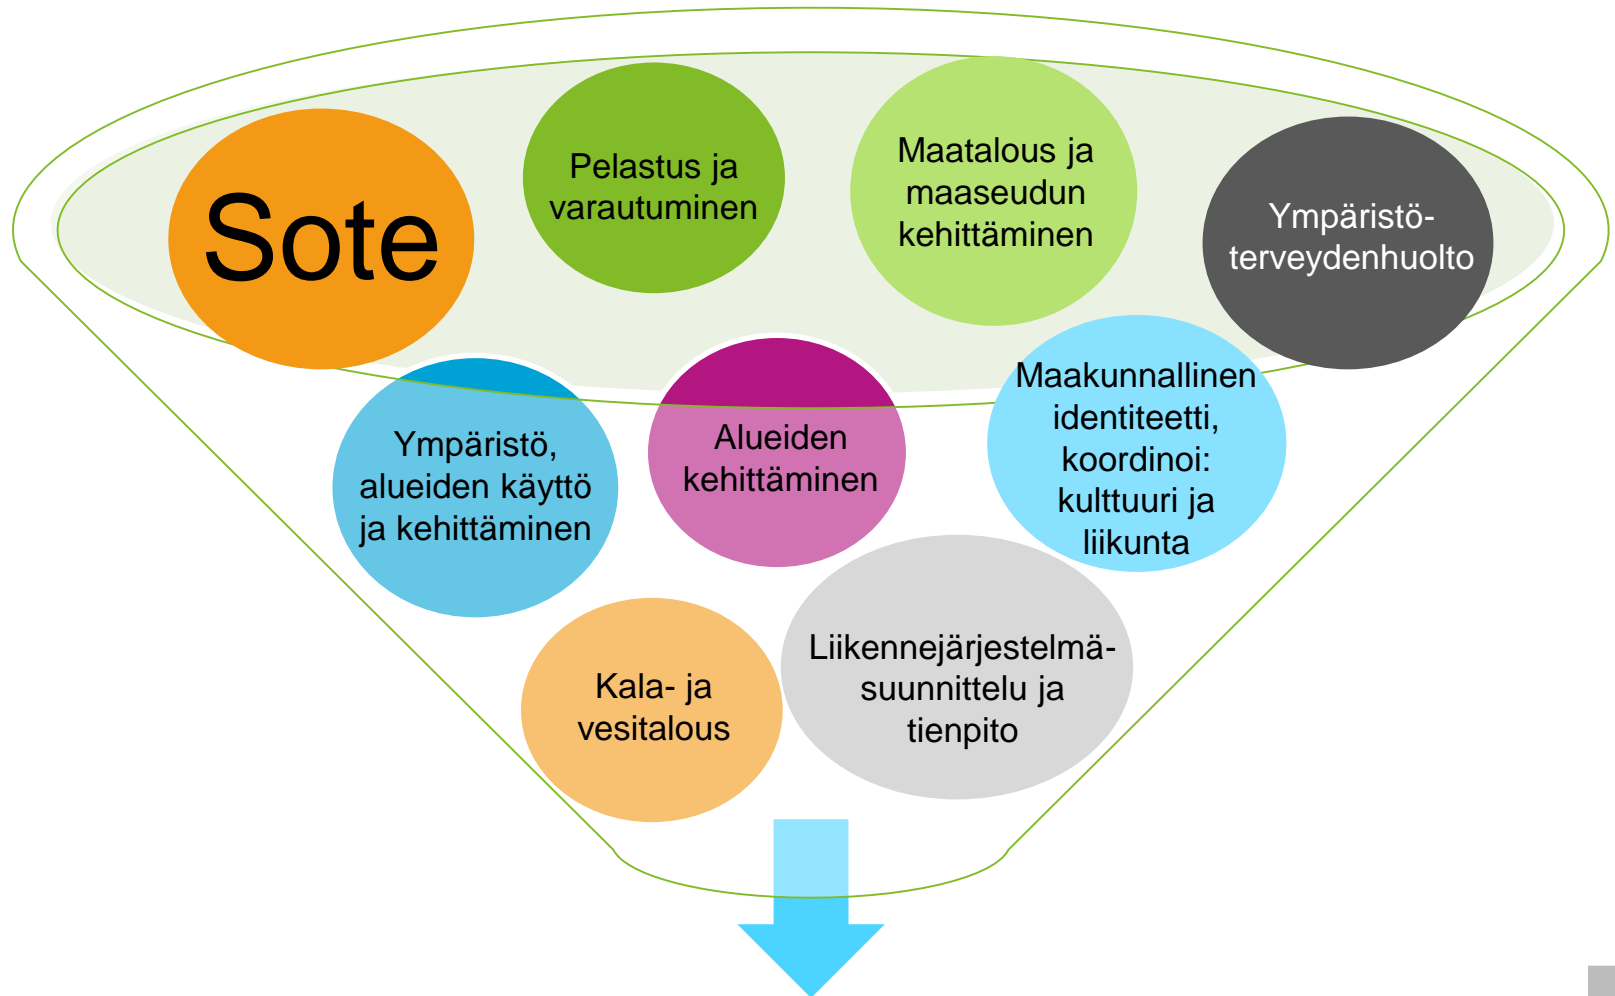 Sote
Pelastus ja
varautuminen
Maatalous ja
maaseudun
kehittäminen
Ympäristö-
terveydenhuolto
Ympäristö,
alueiden käyttö
ja kehittäminen
Alueiden
kehittäminen
Maakunnallinen
identiteetti,
koordinoi:
kulttuuri ja
liikunta
Kala- ja
vesitalous
Liikennejärjestelmä-
suunnittelu ja
tienpito